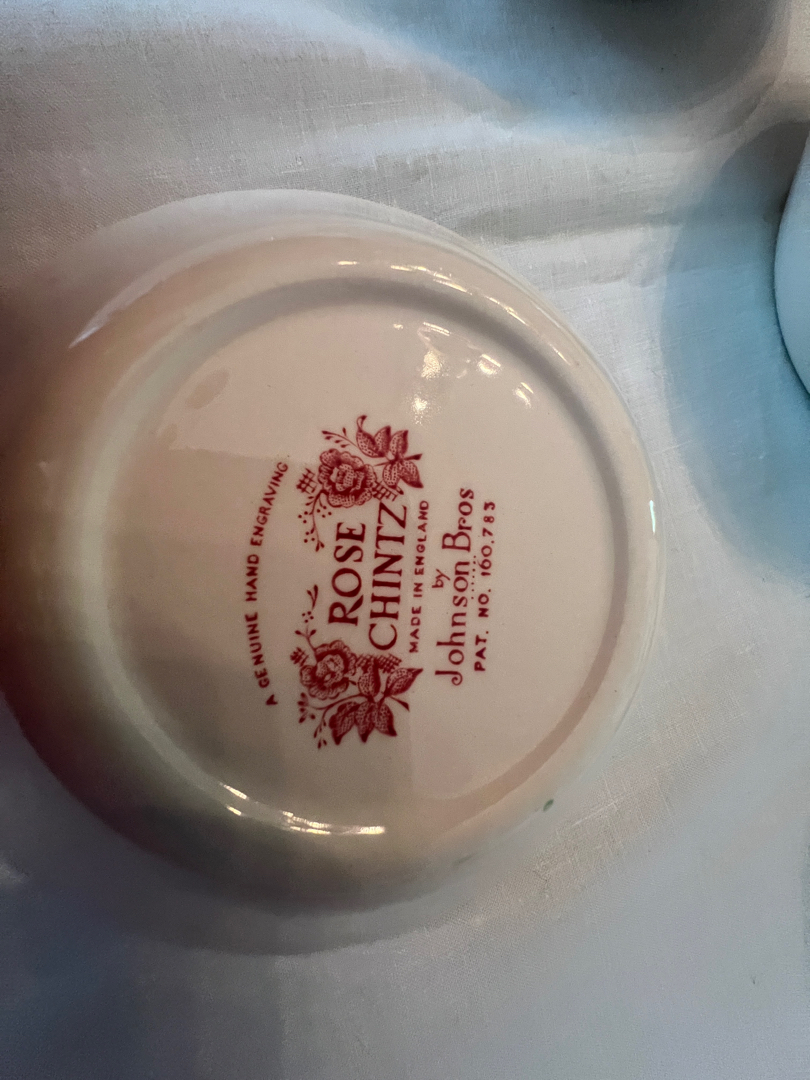 A GENUINE HAND ENGRAVING
ROSE
CHINTZ
MADE IN ENGLAND
by
Johnson Bros
PAT. NO. 160,783